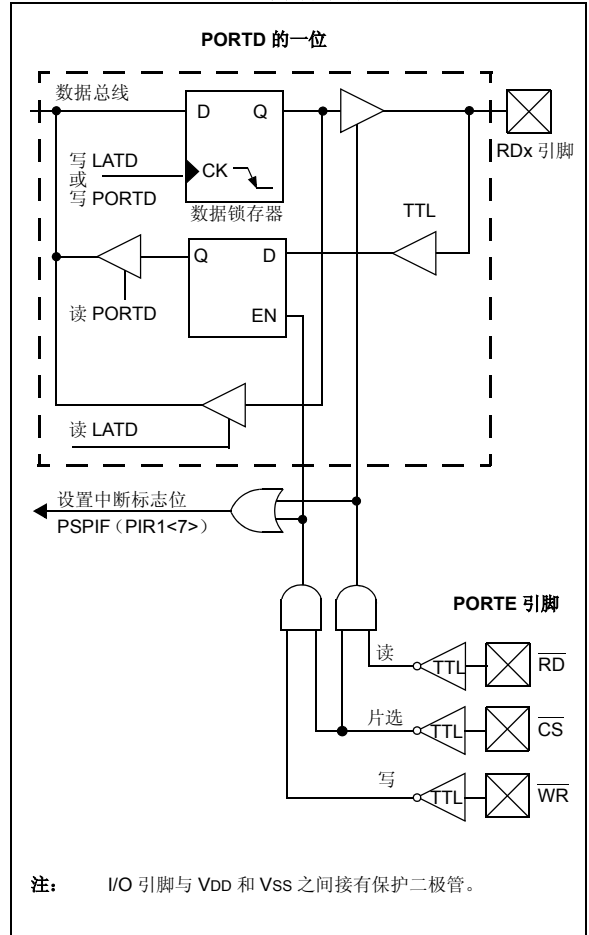 PORTD 的一位
数据总线
D Q
RDx 引脚
写 LATD
或
写 PORTD
CK
数据锁存器
TTL
Q D
读 PORTD
EN
读 LATD
设置中断标志位
PSPIF（PIR1<7>）
PORTE 引脚
读
TTL
RD
片选
TTL
CS
写
TTL
WR
注： I/O 引脚与 VDD 和 VSS 之间接有保护二极管。